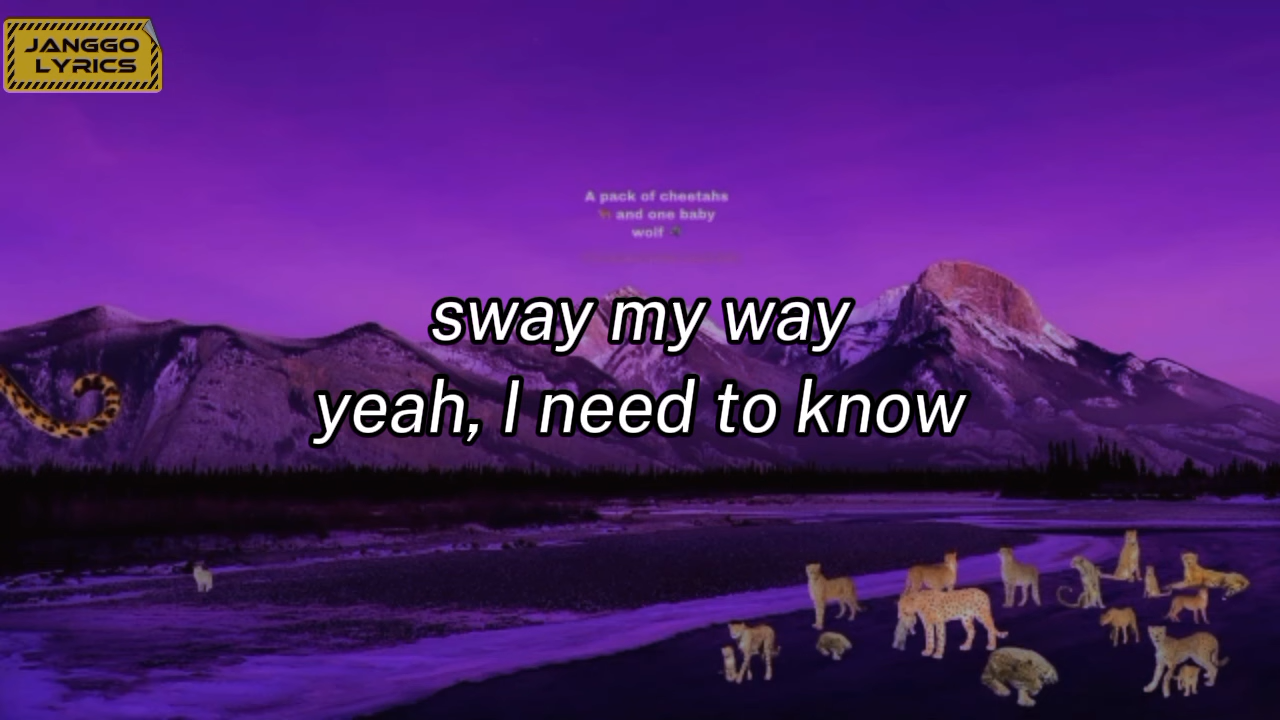 JANGGO
LYRICS
A pack of cheetahs
🐆 and one baby
wolf 🐺
sway my way
yeah, I need to know